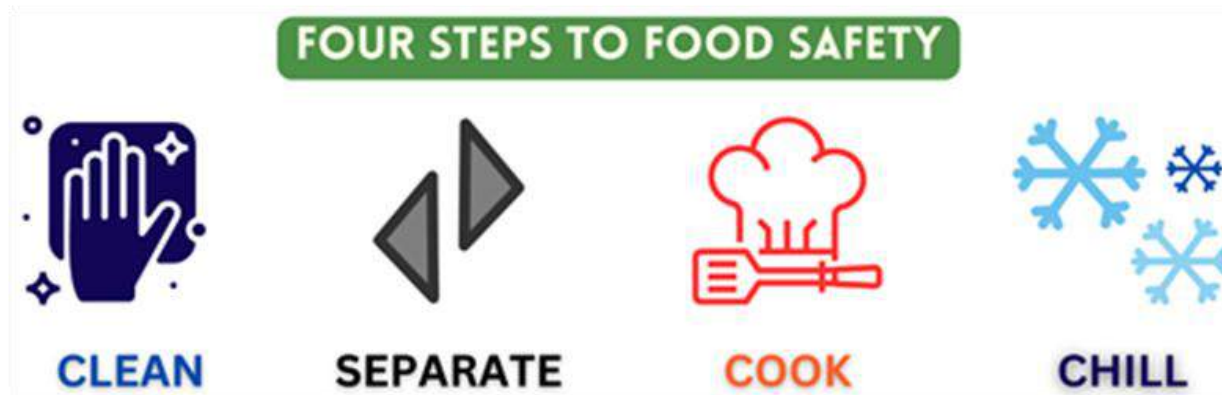 FOUR STEPS TO FOOD SAFETY
CLEAN SEPARATE COOK CHILL